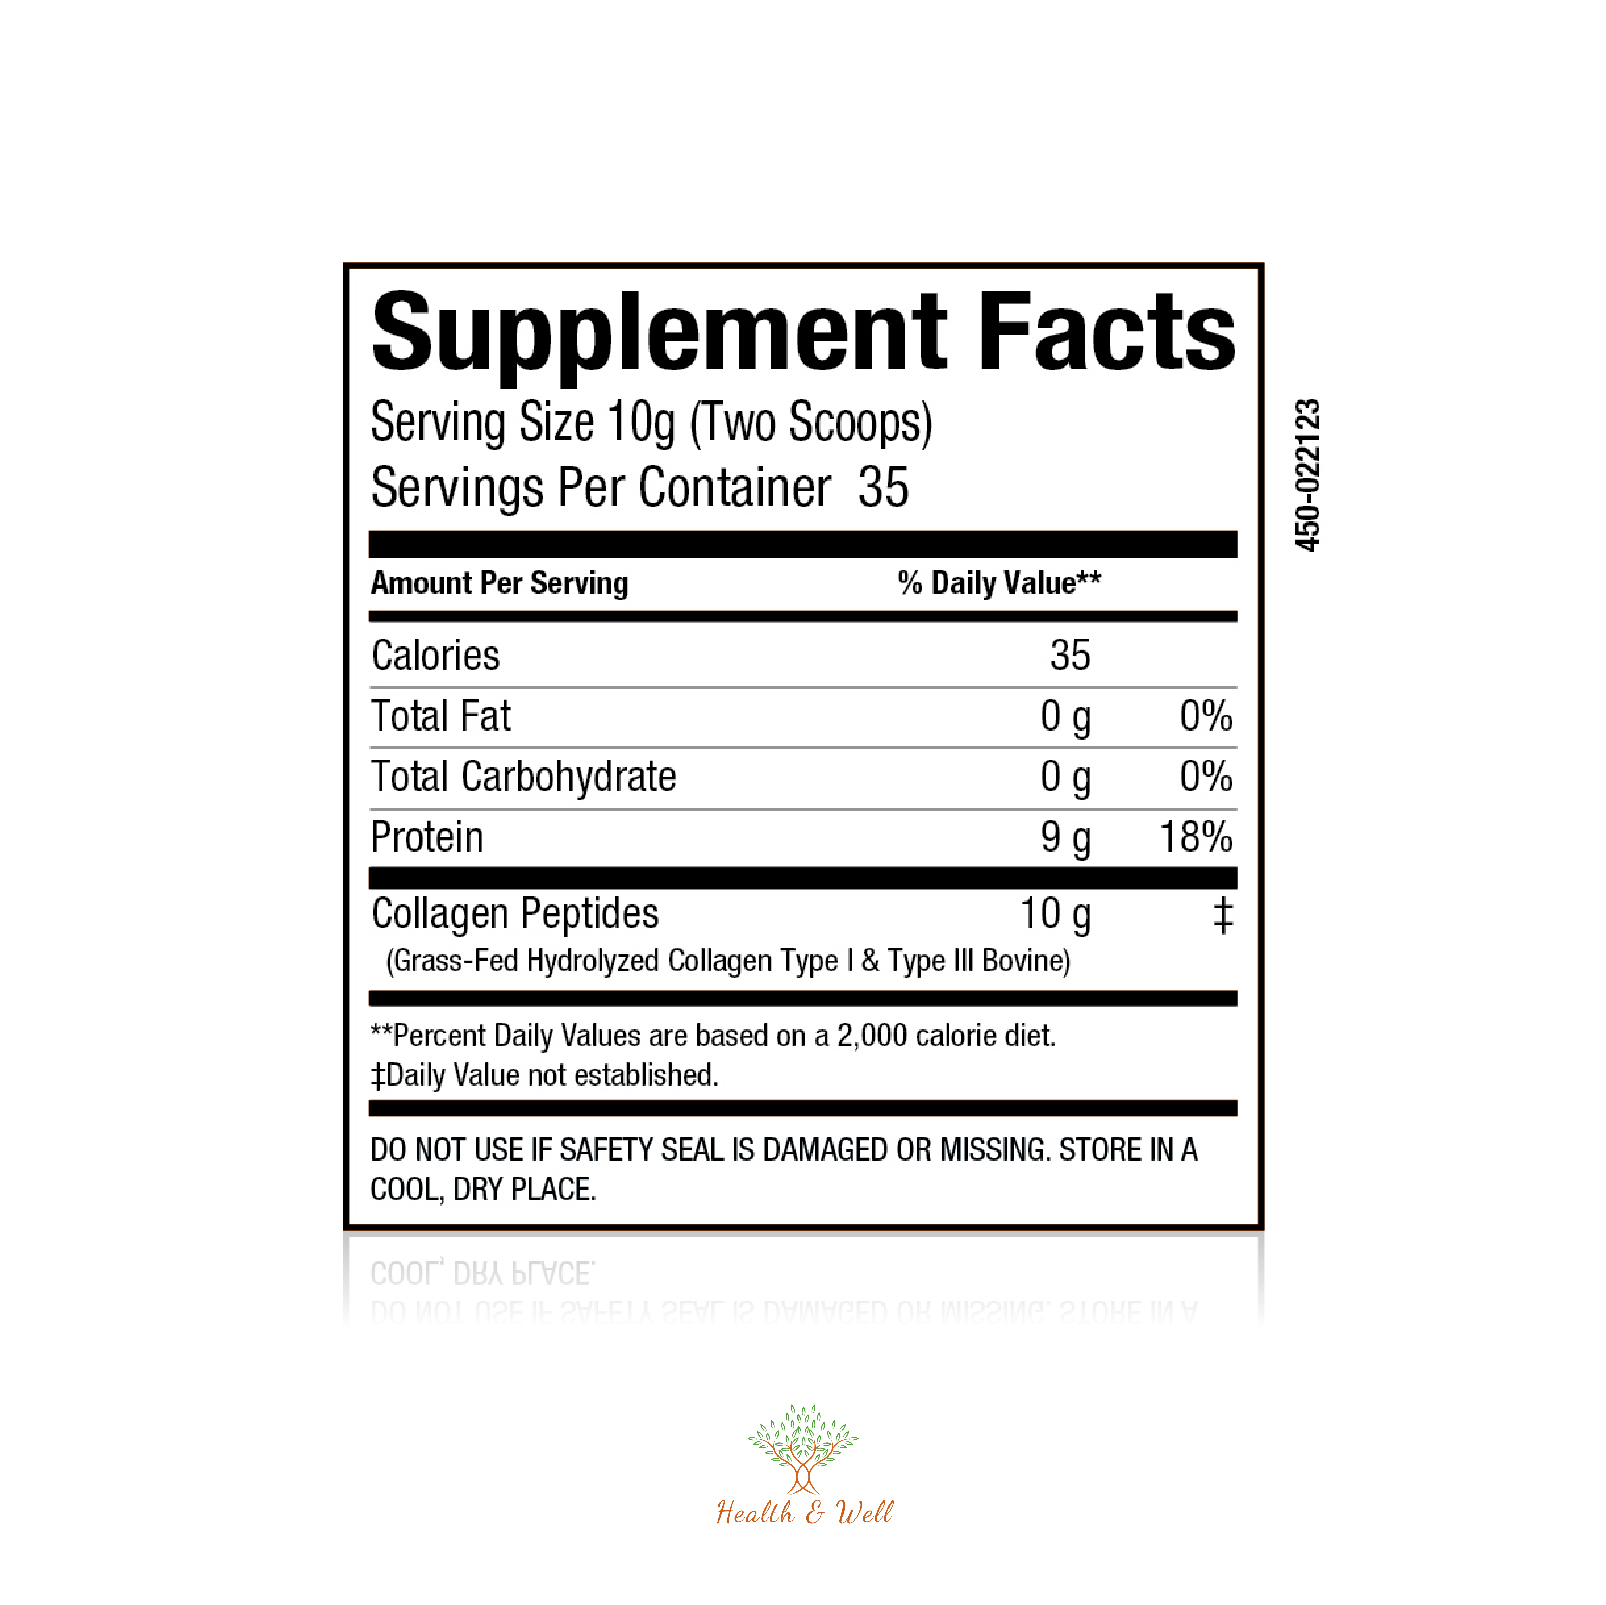 Supplement Facts
Serving Size 10g (Two Scoops)
Servings Per Container 35
Amount Per Serving % Daily Value**
Calories 35
Total Fat 0 g 0%
Total Carbohydrate 0 g 0%
Protein 9 g 18%
Collagen Peptides 10 g ‡
(Grass-Fed Hydrolyzed Collagen Type I & Type III Bovine)
**Percent Daily Values are based on a 2,000 calorie diet.
‡Daily Value not established.
DO NOT USE IF SAFETY SEAL IS DAMAGED OR MISSING. STORE IN A
COOL, DRY PLACE.
450-022123
Health & Well